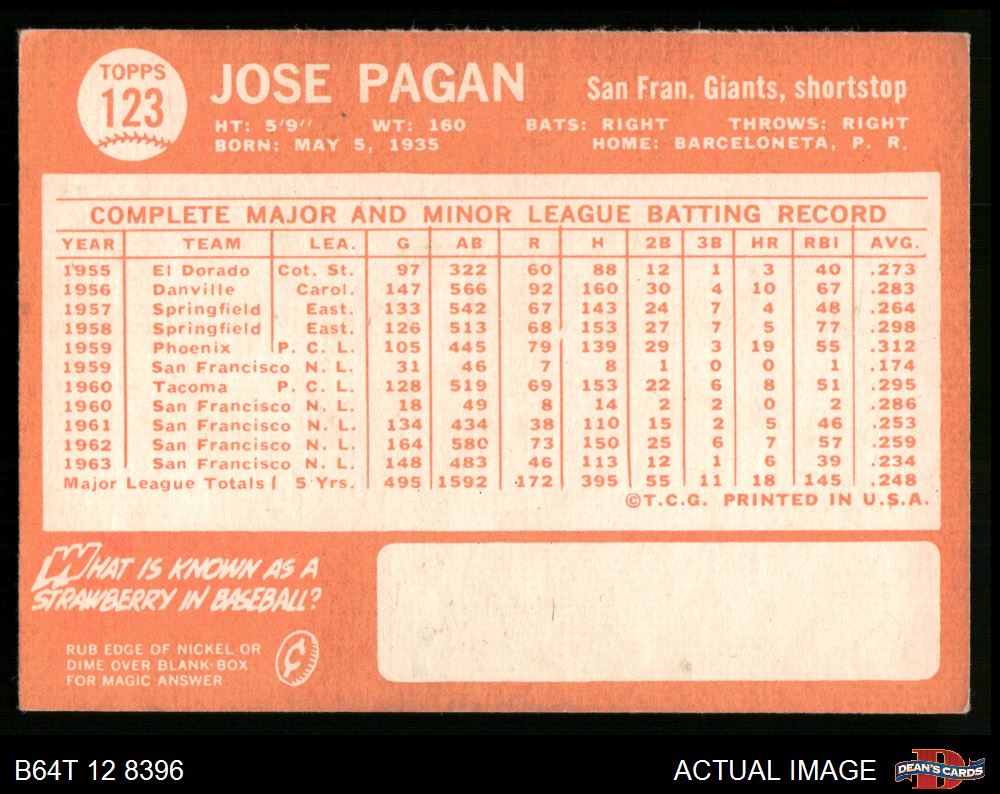 TOPPS
123
JOSE PAGAN
San Fran. Giants, shortstop
HT: 5'9" WT: 160 BATS: RIGHT THROWS: RIGHT
BORN: MAY 5, 1935 HOME: BARCELONETA, P. R.
COMPLETE MAJOR AND MINOR LEAGUE BATTING RECORD
YEAR TEAM LEA. G AB R H 2B 3B HR RBI AVG.
1955 El Dorado Cot. St. 97 322 60 88 12 1 3 40 .273
1956 Danville Carol. 147 566 92 160 30 4 10 67 .283
1957 Springfield East. 133 542 67 143 24 7 4 48 .264
1958 Springfield East. 126 513 68 153 27 7 5 77 .298
1959 Phoenix P. C. L. 105 445 79 139 29 3 19 55 .312
1959 San Francisco N. L. 31 46 7 8 1 0 0 1 .174
1960 Tacoma P. C. L. 128 519 69 153 22 6 8 51 .295
1960 San Francisco N. L. 18 49 8 14 2 2 0 2 .286
1961 San Francisco N. L. 134 434 38 110 15 2 5 46 .253
1962 San Francisco N. L. 164 580 73 150 25 6 7 57 .259
1963 San Francisco N. L. 148 483 46 113 12 1 6 39 .234
Major League Totals 5 Yrs. 495 1592 172 395 55 11 18 145 .248
©T.C.G. PRINTED IN U.S.A.
WHAT IS KNOWN AS A
STRAWBERRY IN BASEBALL?
RUB EDGE OF NICKEL OR
DIME OVER BLANK BOX
FOR MAGIC ANSWER
¢
B64T 12 8396
ACTUAL IMAGE
DEAN'S CARDS